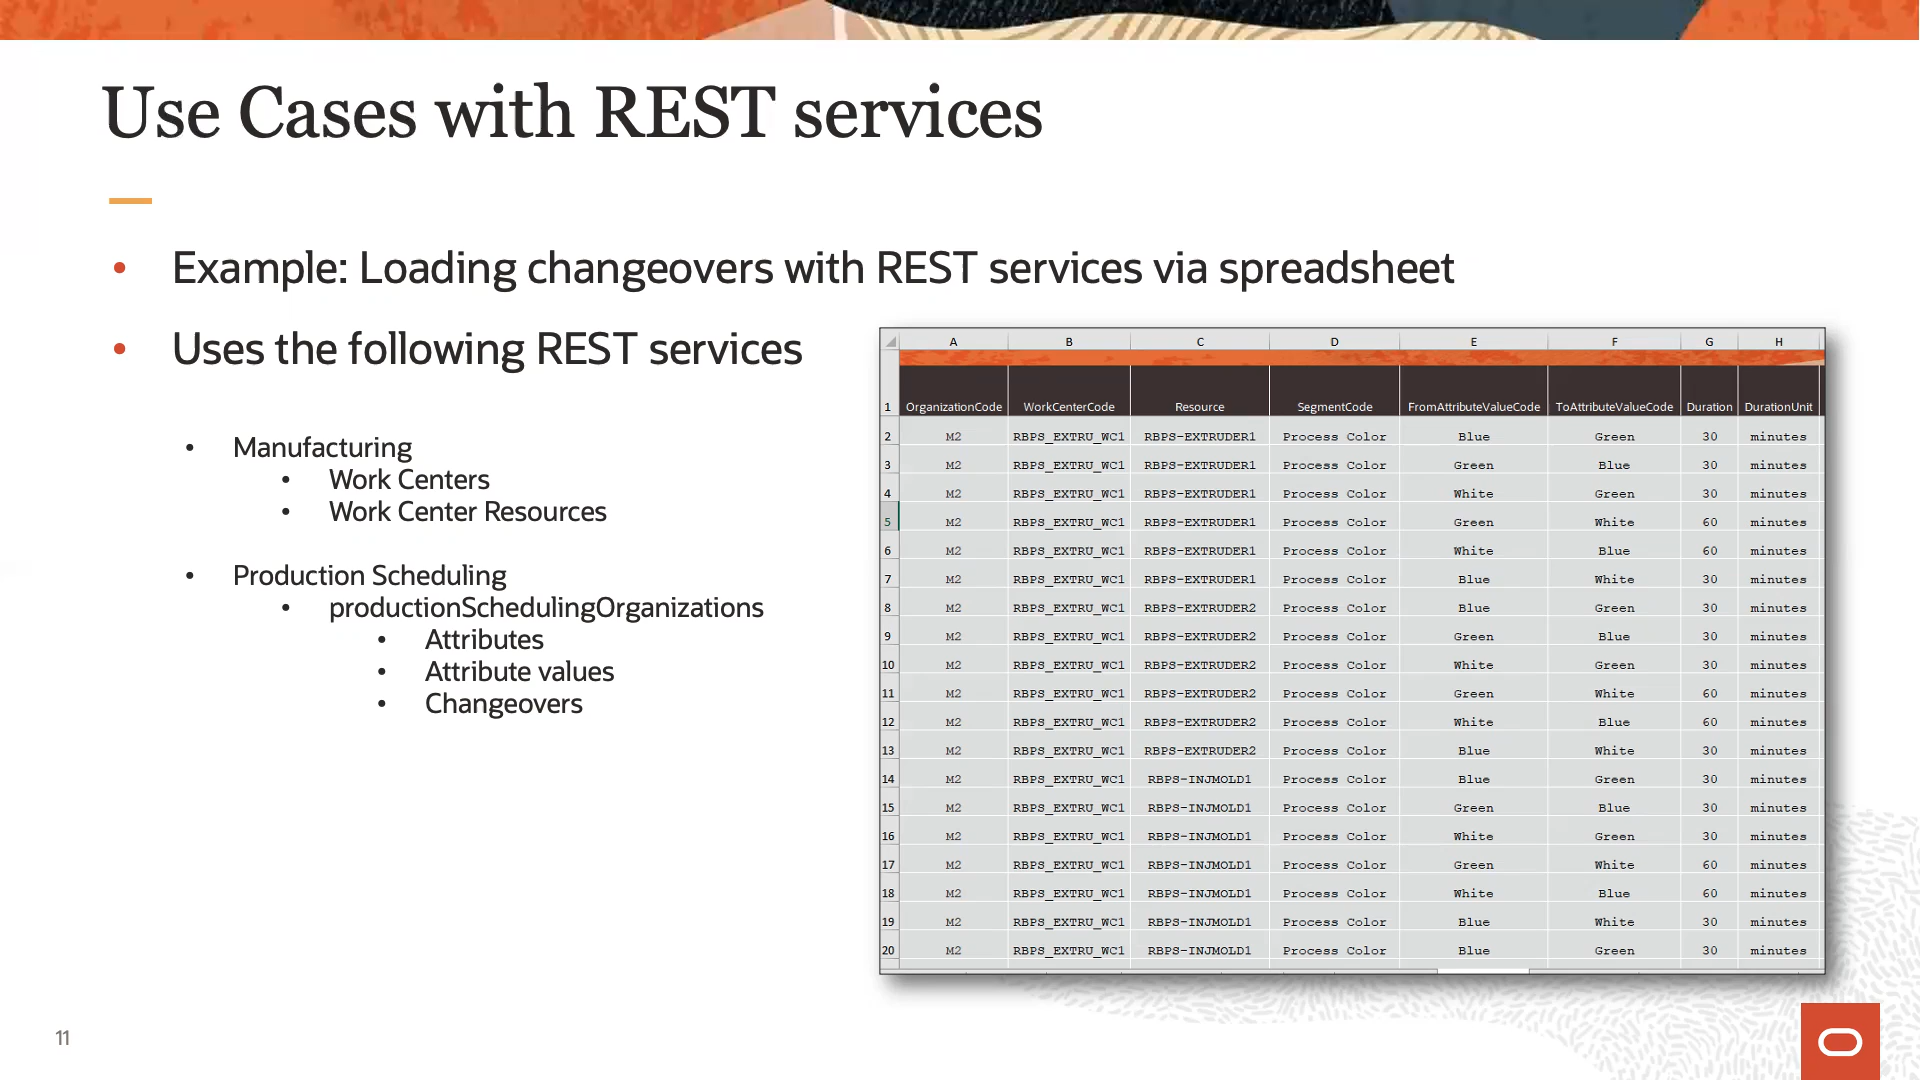 Use Cases with REST services
• Example: Loading changeovers with REST services via spreadsheet
• Uses the following REST services
• Manufacturing
• Work Centers
• Work Center Resources
• Production Scheduling
• productionSchedulingOrganizations
• Attributes
• Attribute values
• Changeovers
A B C D E F G H
1 OrganizationCode WorkCenterCode Resource SegmentCode FromAttributeValueCode ToAttributeValueCode Duration DurationUnit
2 M2 RBPS_EXTRU_WC1 RBPS-EXTRUDER1 Process Color Blue Green 30 minutes
3 M2 RBPS_EXTRU_WC1 RBPS-EXTRUDER1 Process Color Green Blue 30 minutes
4 M2 RBPS_EXTRU_WC1 RBPS-EXTRUDER1 Process Color White Green 30 minutes
5 M2 RBPS_EXTRU_WC1 RBPS-EXTRUDER1 Process Color Green White 60 minutes
6 M2 RBPS_EXTRU_WC1 RBPS-EXTRUDER1 Process Color White Blue 60 minutes
7 M2 RBPS_EXTRU_WC1 RBPS-EXTRUDER1 Process Color Blue White 30 minutes
8 M2 RBPS_EXTRU_WC1 RBPS-EXTRUDER2 Process Color Blue Green 30 minutes
9 M2 RBPS_EXTRU_WC1 RBPS-EXTRUDER2 Process Color Green Blue 30 minutes
10 M2 RBPS_EXTRU_WC1 RBPS-EXTRUDER2 Process Color White Green 30 minutes
11 M2 RBPS_EXTRU_WC1 RBPS-EXTRUDER2 Process Color Green White 60 minutes
12 M2 RBPS_EXTRU_WC1 RBPS-EXTRUDER2 Process Color White Blue 60 minutes
13 M2 RBPS_EXTRU_WC1 RBPS-EXTRUDER2 Process Color Blue White 30 minutes
14 M2 RBPS_EXTRU_WC1 RBPS-INJMOLD1 Process Color Blue Green 30 minutes
15 M2 RBPS_EXTRU_WC1 RBPS-INJMOLD1 Process Color Green Blue 30 minutes
16 M2 RBPS_EXTRU_WC1 RBPS-INJMOLD1 Process Color White Green 30 minutes
17 M2 RBPS_EXTRU_WC1 RBPS-INJMOLD1 Process Color Green White 60 minutes
18 M2 RBPS_EXTRU_WC1 RBPS-INJMOLD1 Process Color White Blue 60 minutes
19 M2 RBPS_EXTRU_WC1 RBPS-INJMOLD1 Process Color Blue White 30 minutes
20 M2 RBPS_EXTRU_WC1 RBPS-INJMOLD1 Process Color Blue Green 30 minutes
11